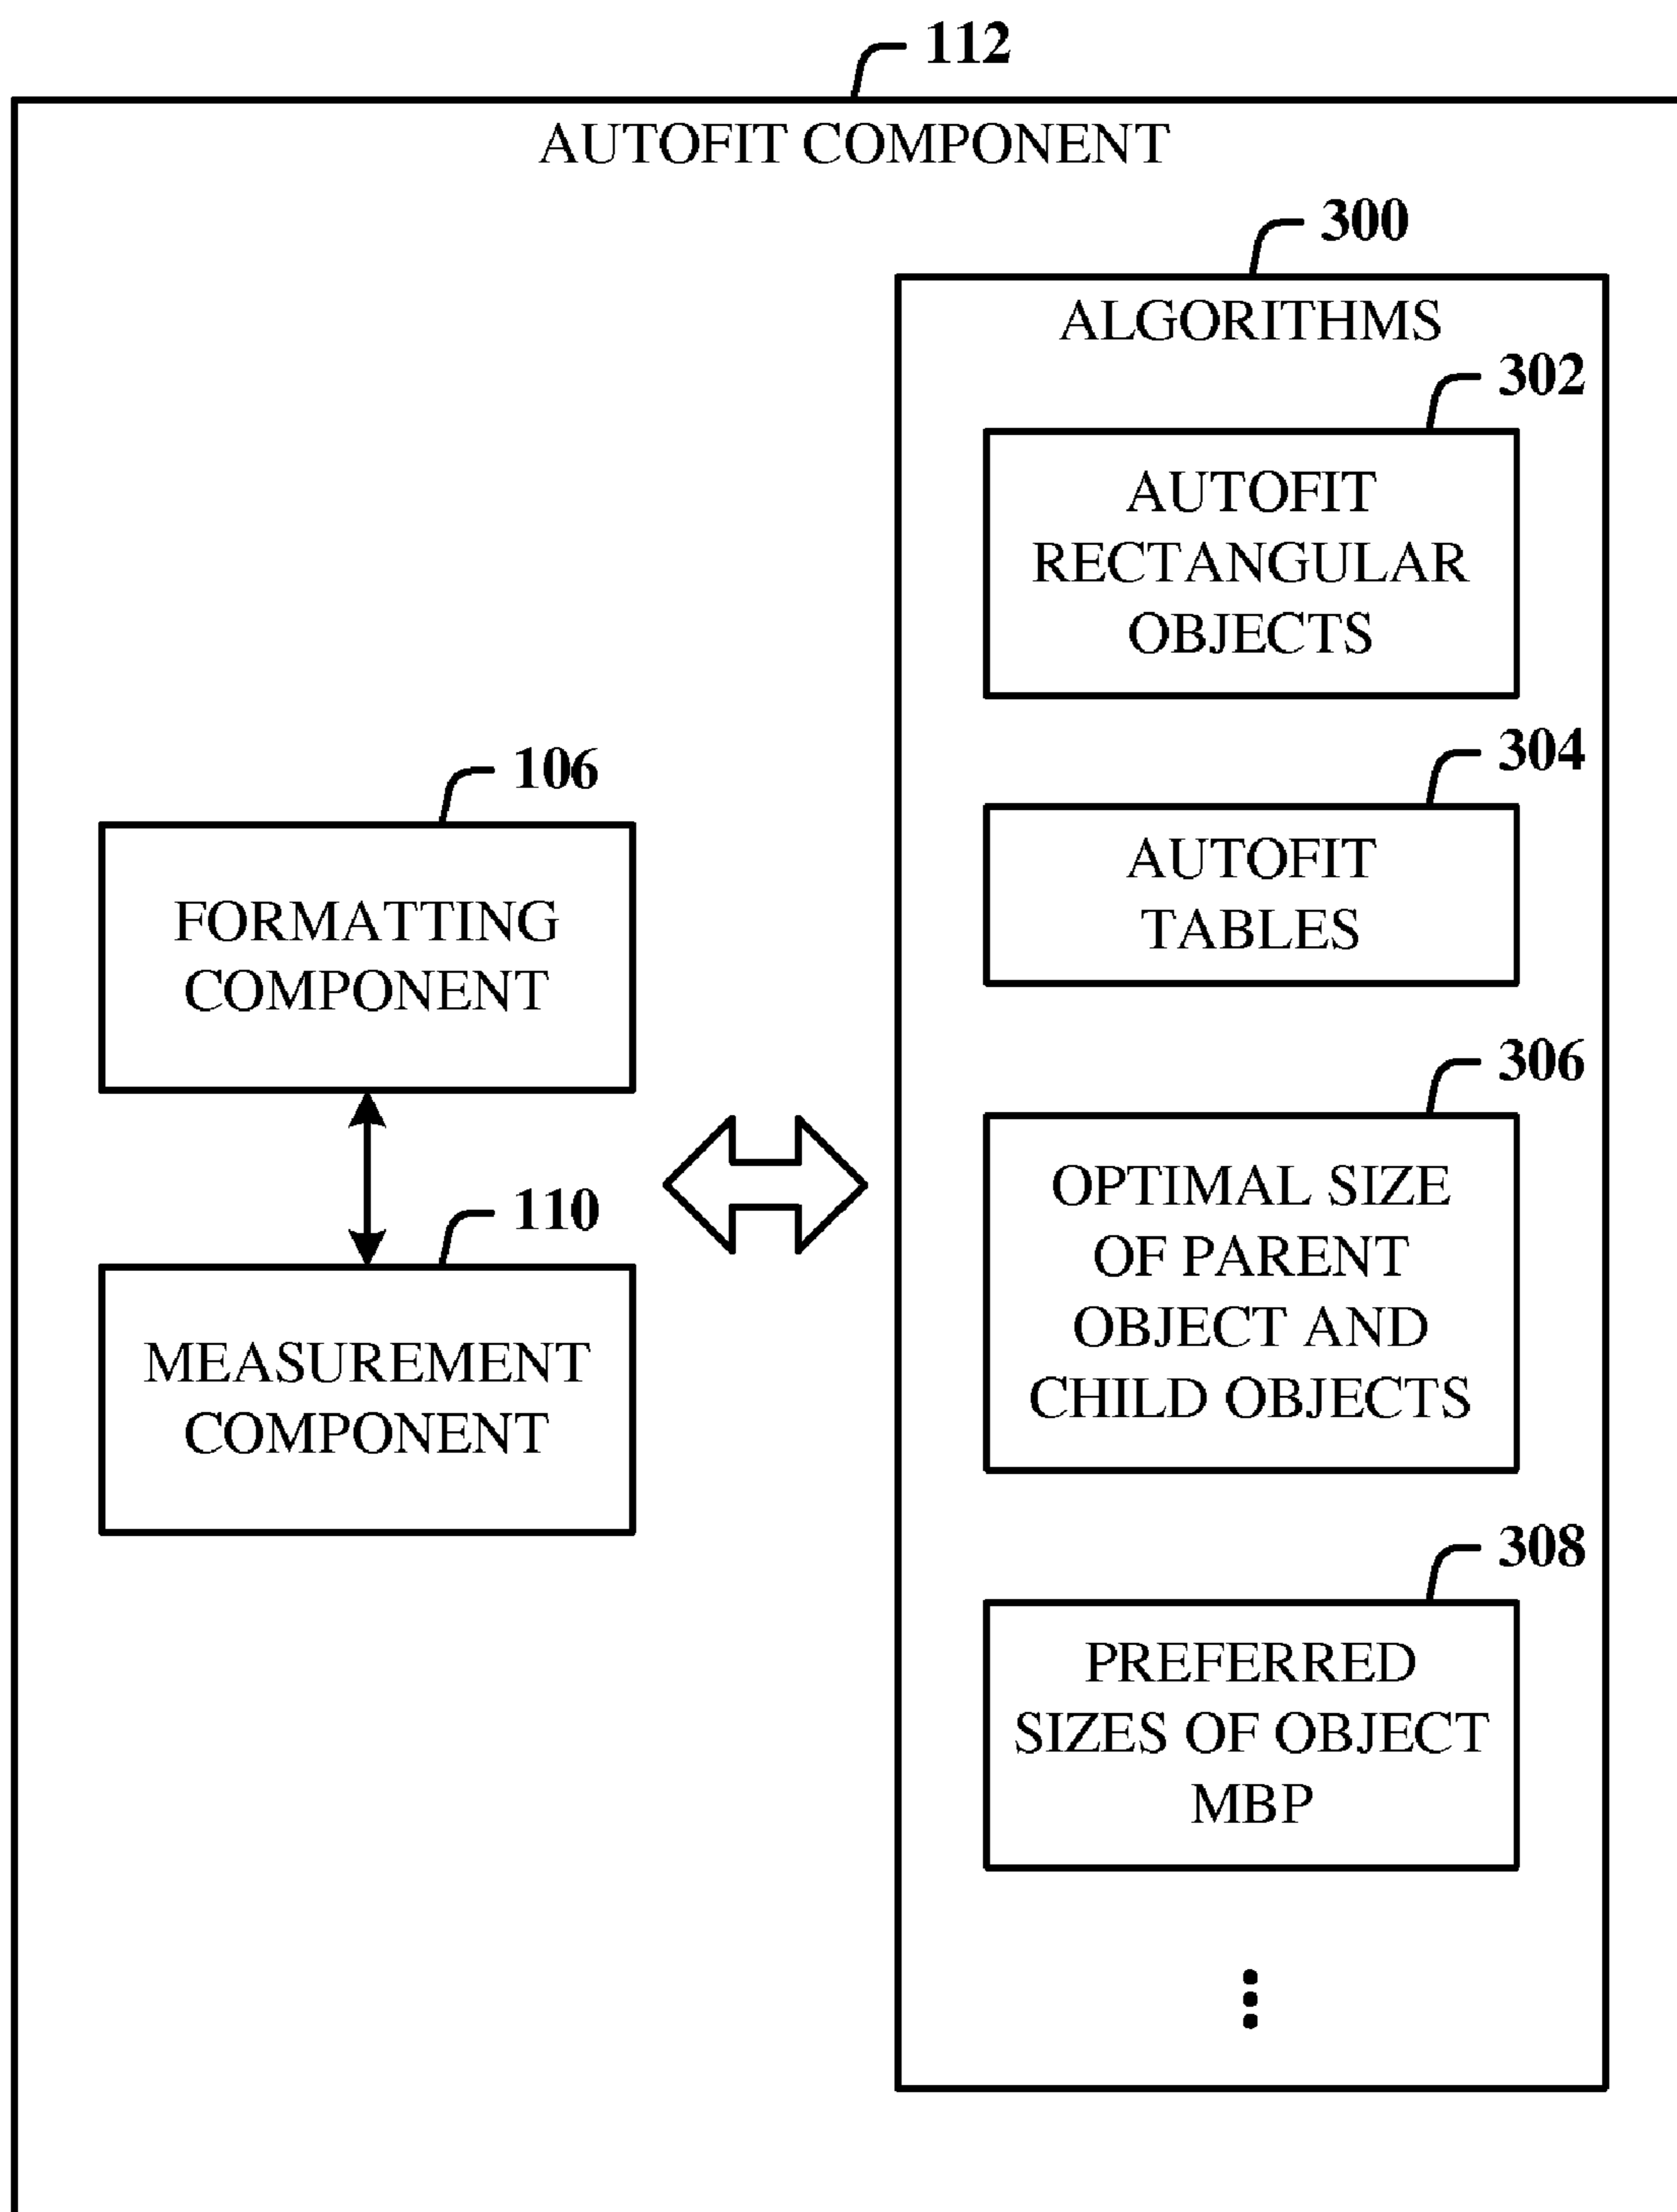 112
AUTOFIT COMPONENT
300
ALGORITHMS
302
AUTOFIT
RECTANGULAR
OBJECTS
304
AUTOFIT
TABLES
106
FORMATTING
COMPONENT
110
MEASUREMENT
COMPONENT
306
OPTIMAL SIZE
OF PARENT
OBJECT AND
CHILD OBJECTS
308
PREFERRED
SIZES OF OBJECT
MBP